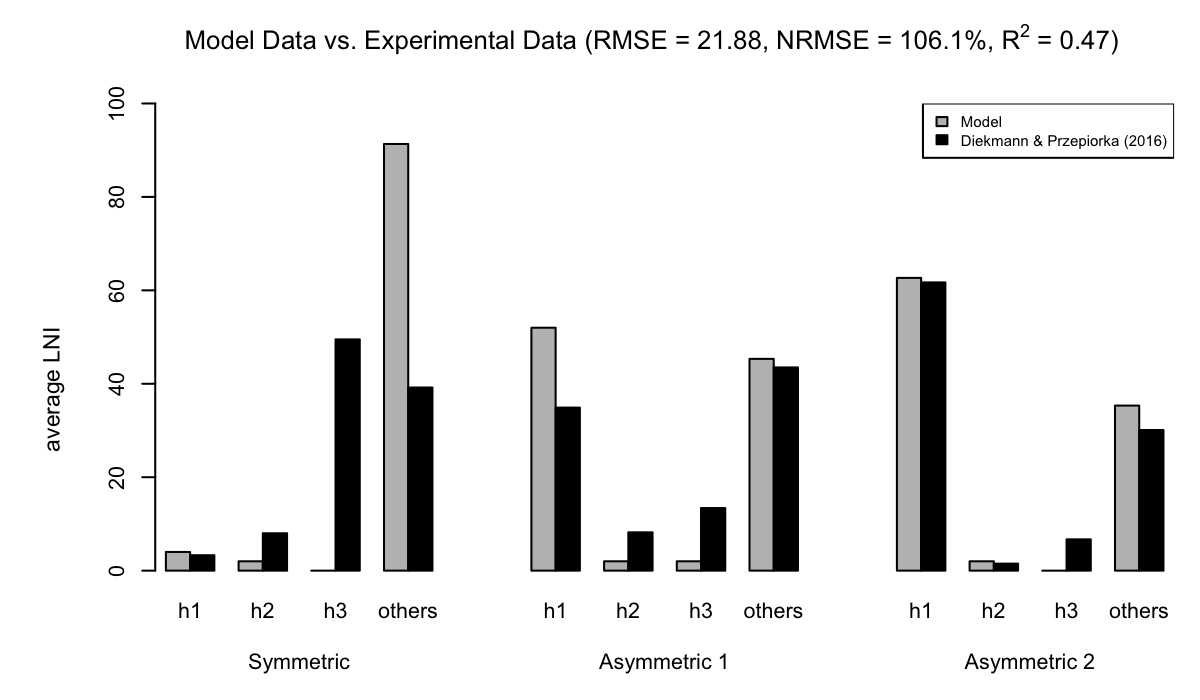 Model Data vs. Experimental Data (RMSE = 21.88, NRMSE = 106.1%, R² = 0.47)
Model
Diekmann & Przepiorka (2016)
average LNI
100
80
60
40
20
0
h1 h2 h3 others h1 h2 h3 others h1 h2 h3 others
Symmetric Asymmetric 1 Asymmetric 2